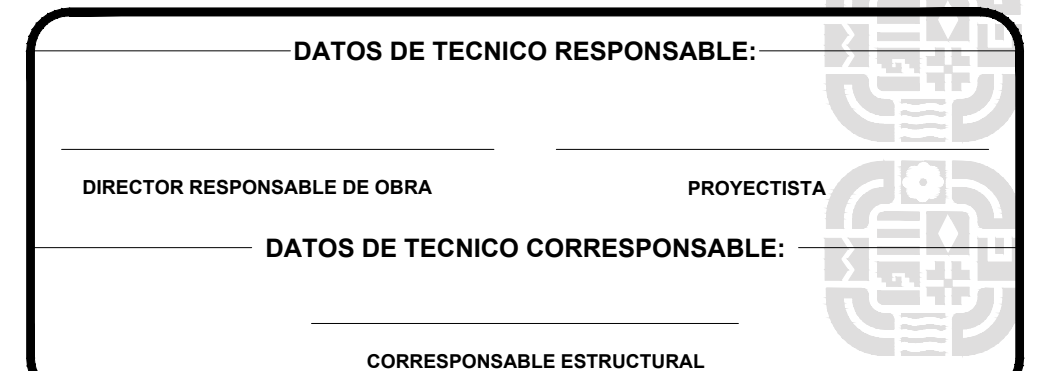 DATOS DE TECNICO RESPONSABLE:
DIRECTOR RESPONSABLE DE OBRA
PROYECTISTA
DATOS DE TECNICO CORRESPONSABLE:
CORRESPONSABLE ESTRUCTURAL